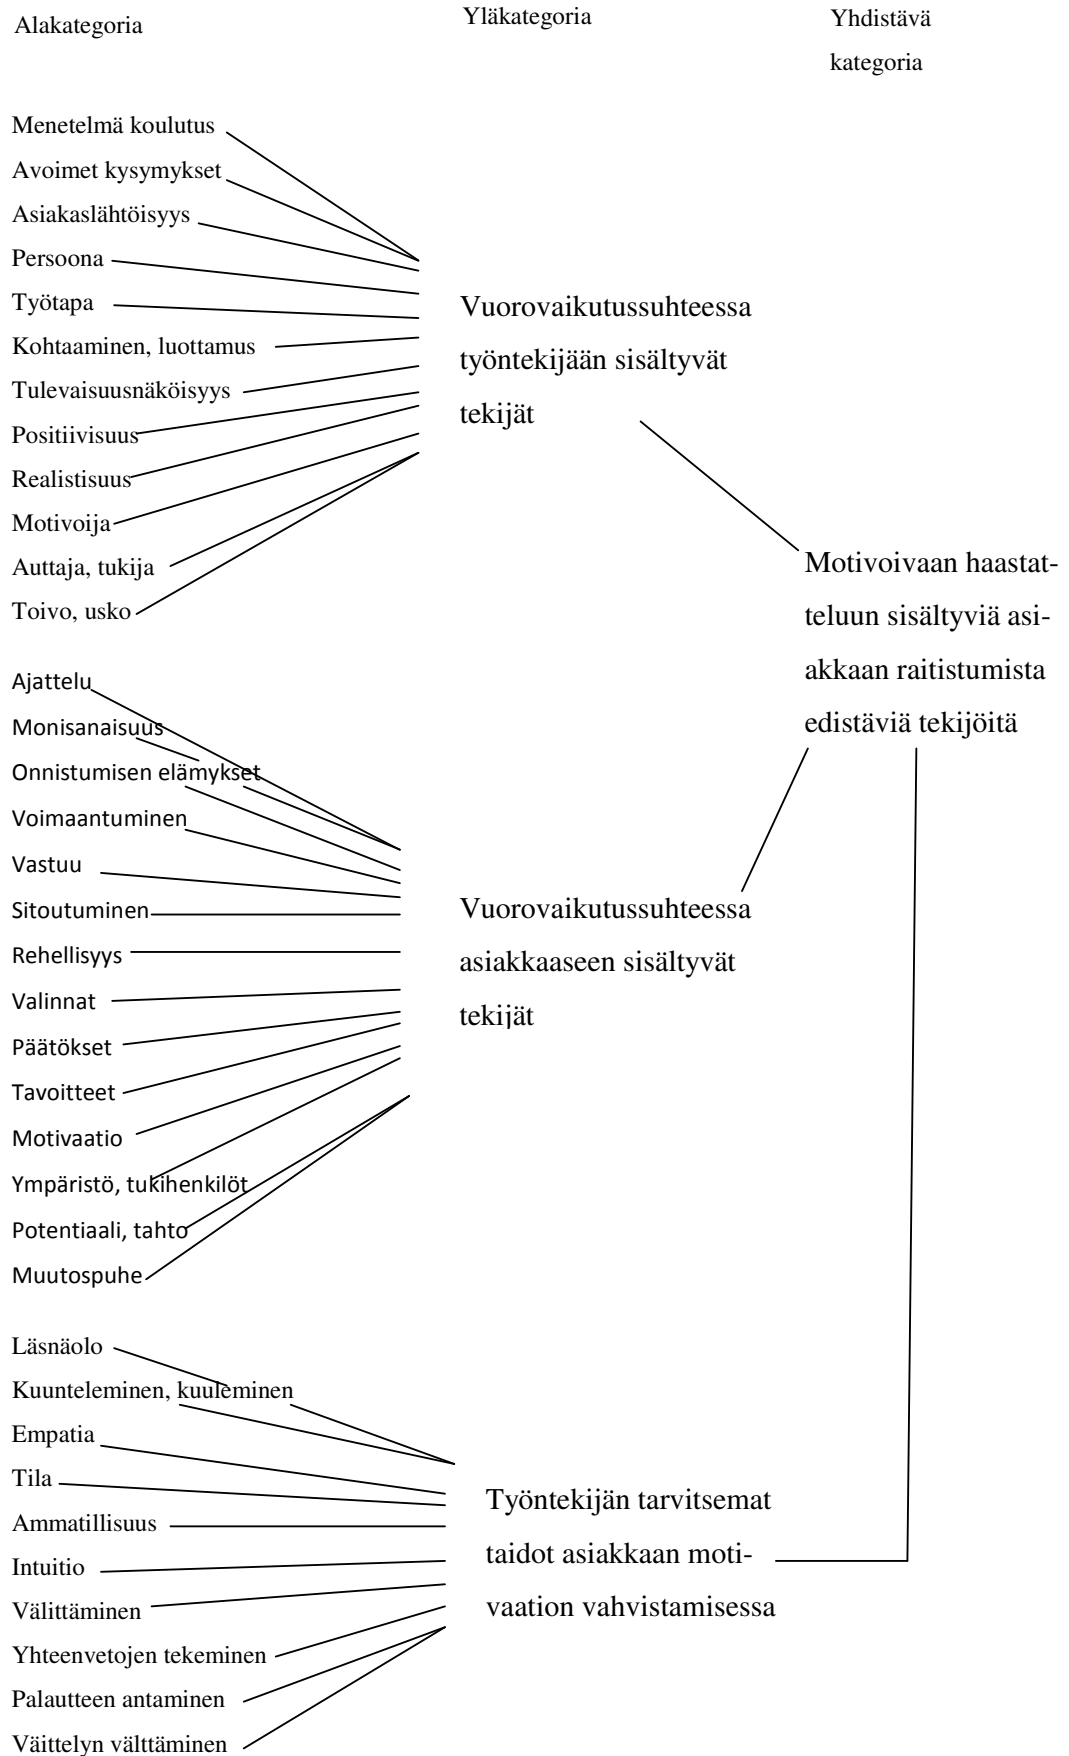 Alakategoria
Yläkategoria
Yhdistävä
kategoria
Menetelmä koulutus
Avoimet kysymykset
Asiakaslähtöisyys
Persoona
Työtapa
Kohtaaminen, luottamus
Tulevaisuusnäköisyys
Positiivisuus
Realistisuus
Motivoija
Auttaja, tukija
Toivo, usko
Vuorovaikutussuhteessa
työntekijään sisältyvät
tekijät
Ajattelu
Monisanaisuus
Onnistumisen elämykset
Voimaantuminen
Vastuu
Sitoutuminen
Rehellisyys
Valinnat
Päätökset
Tavoitteet
Motivaatio
Ympäristö, tukihenkilöt
Potentiaali, tahto
Muutospuhe
Vuorovaikutussuhteessa
asiakkaaseen sisältyvät
tekijät
Läsnäolo
Kuunteleminen, kuuleminen
Empatia
Tila
Ammatillisuus
Intuitio
Välittäminen
Yhteenvetojen tekeminen
Palautteen antaminen
Väittelyn välttäminen
Työntekijän tarvitsemat
taidot asiakkaan moti-
vaation vahvistamisessa
Motivoivaan haastat-
teluun sisältyviä asi-
akkaan raitistumista
edistäviä tekijöitä